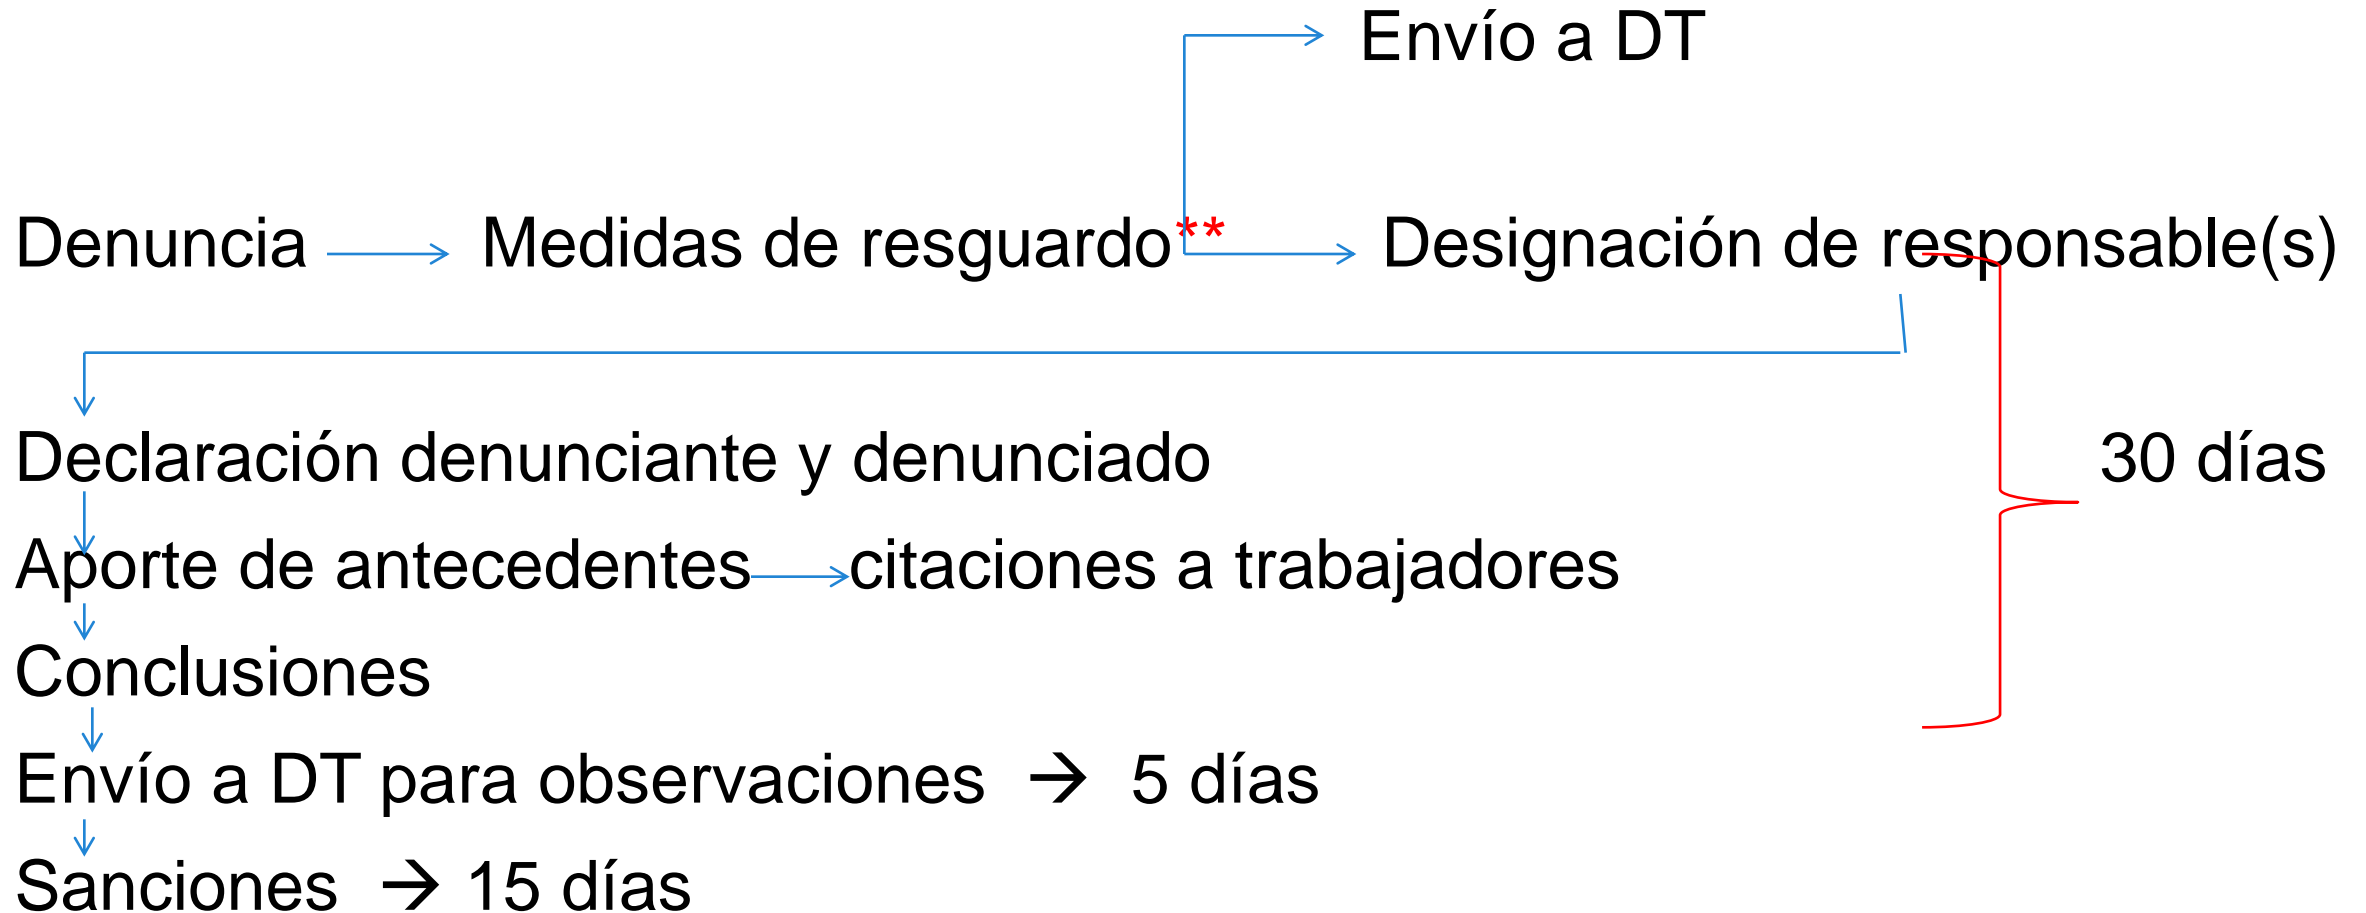 Envío a DT
Denuncia → Medidas de resguardo** → Designación de responsable(s)
Declaración denunciante y denunciado
30 días
Aporte de antecedentes → citaciones a trabajadores
Conclusiones
Envío a DT para observaciones → 5 días
Sanciones → 15 días